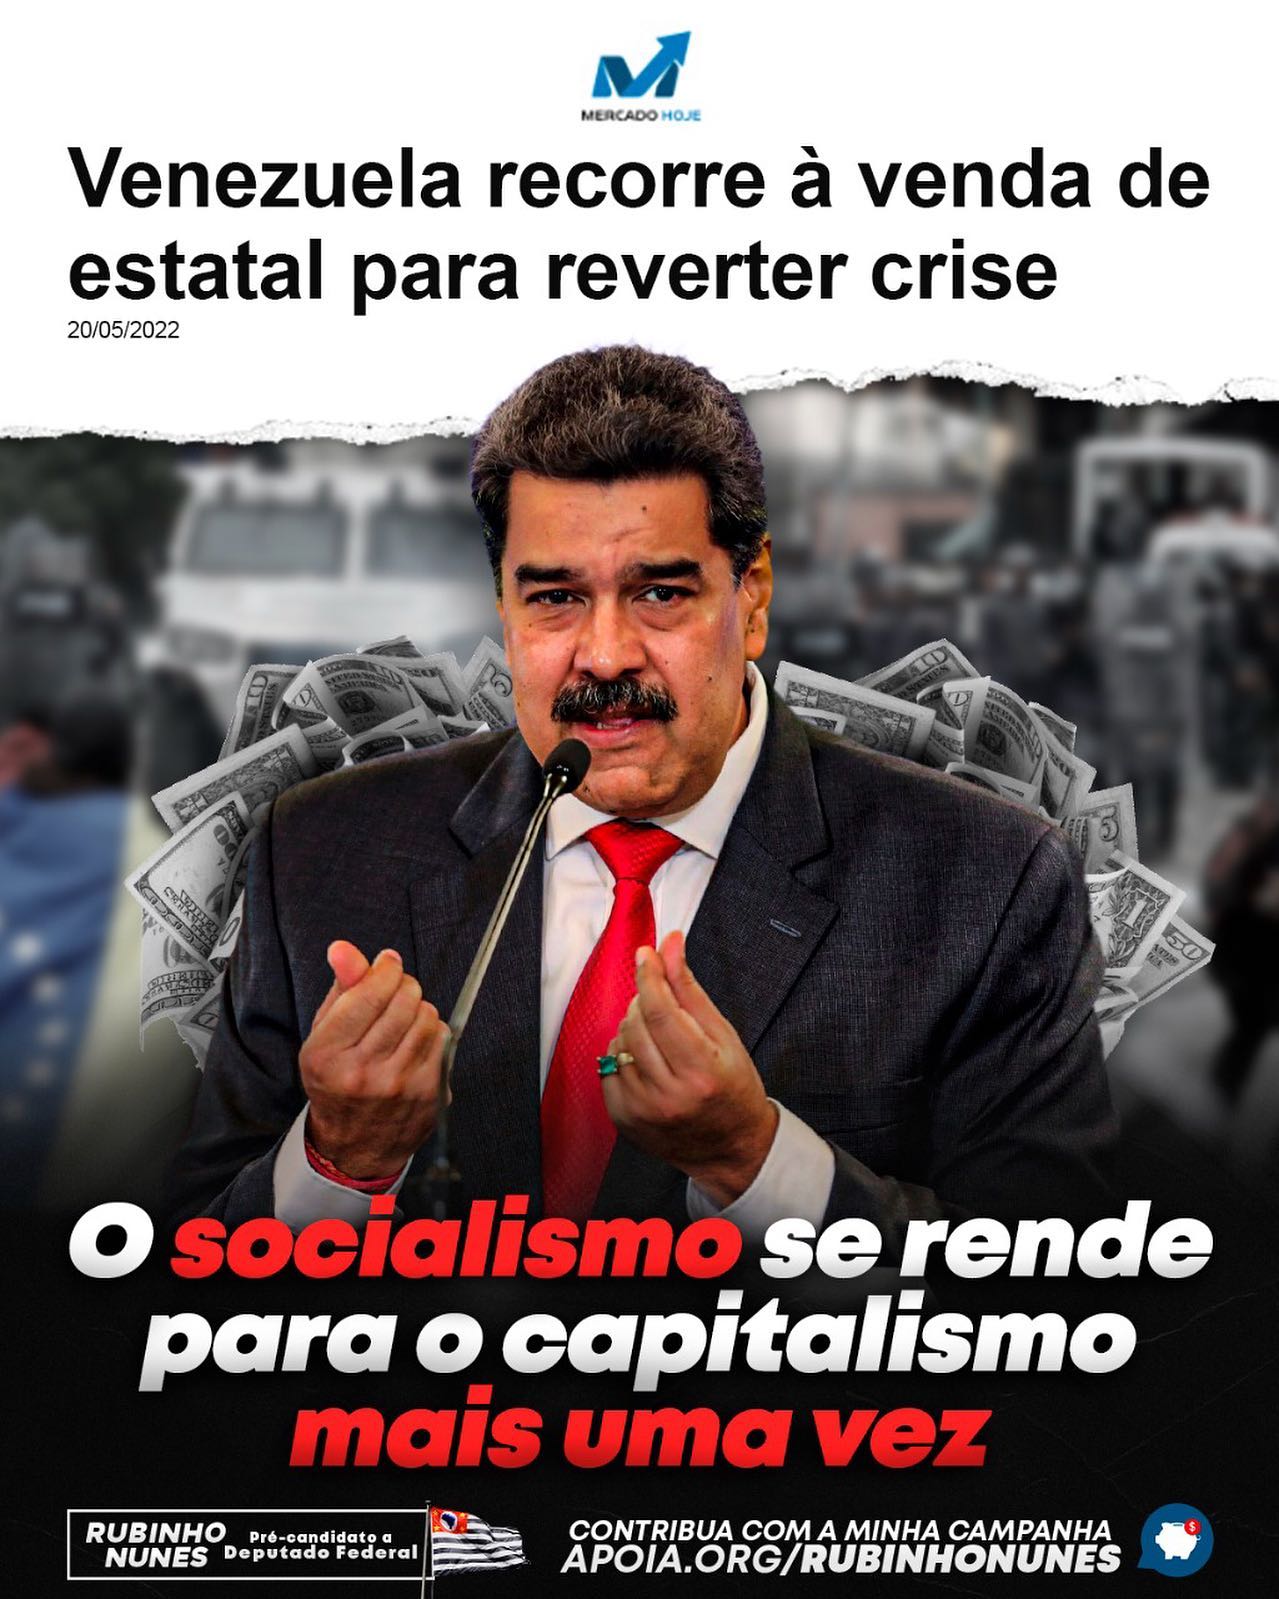 MERCADO HOJE
Venezuela recorre à venda de
estatal para reverter crise
20/05/2022
O socialismo se rende
para o capitalismo
mais uma vez
RUBINHO
NUNES
Pré-candidato a
Deputado Federal
CONTRIBUA COM A MINHA CAMPANHA
APOIA.ORG/RUBINHONUNES